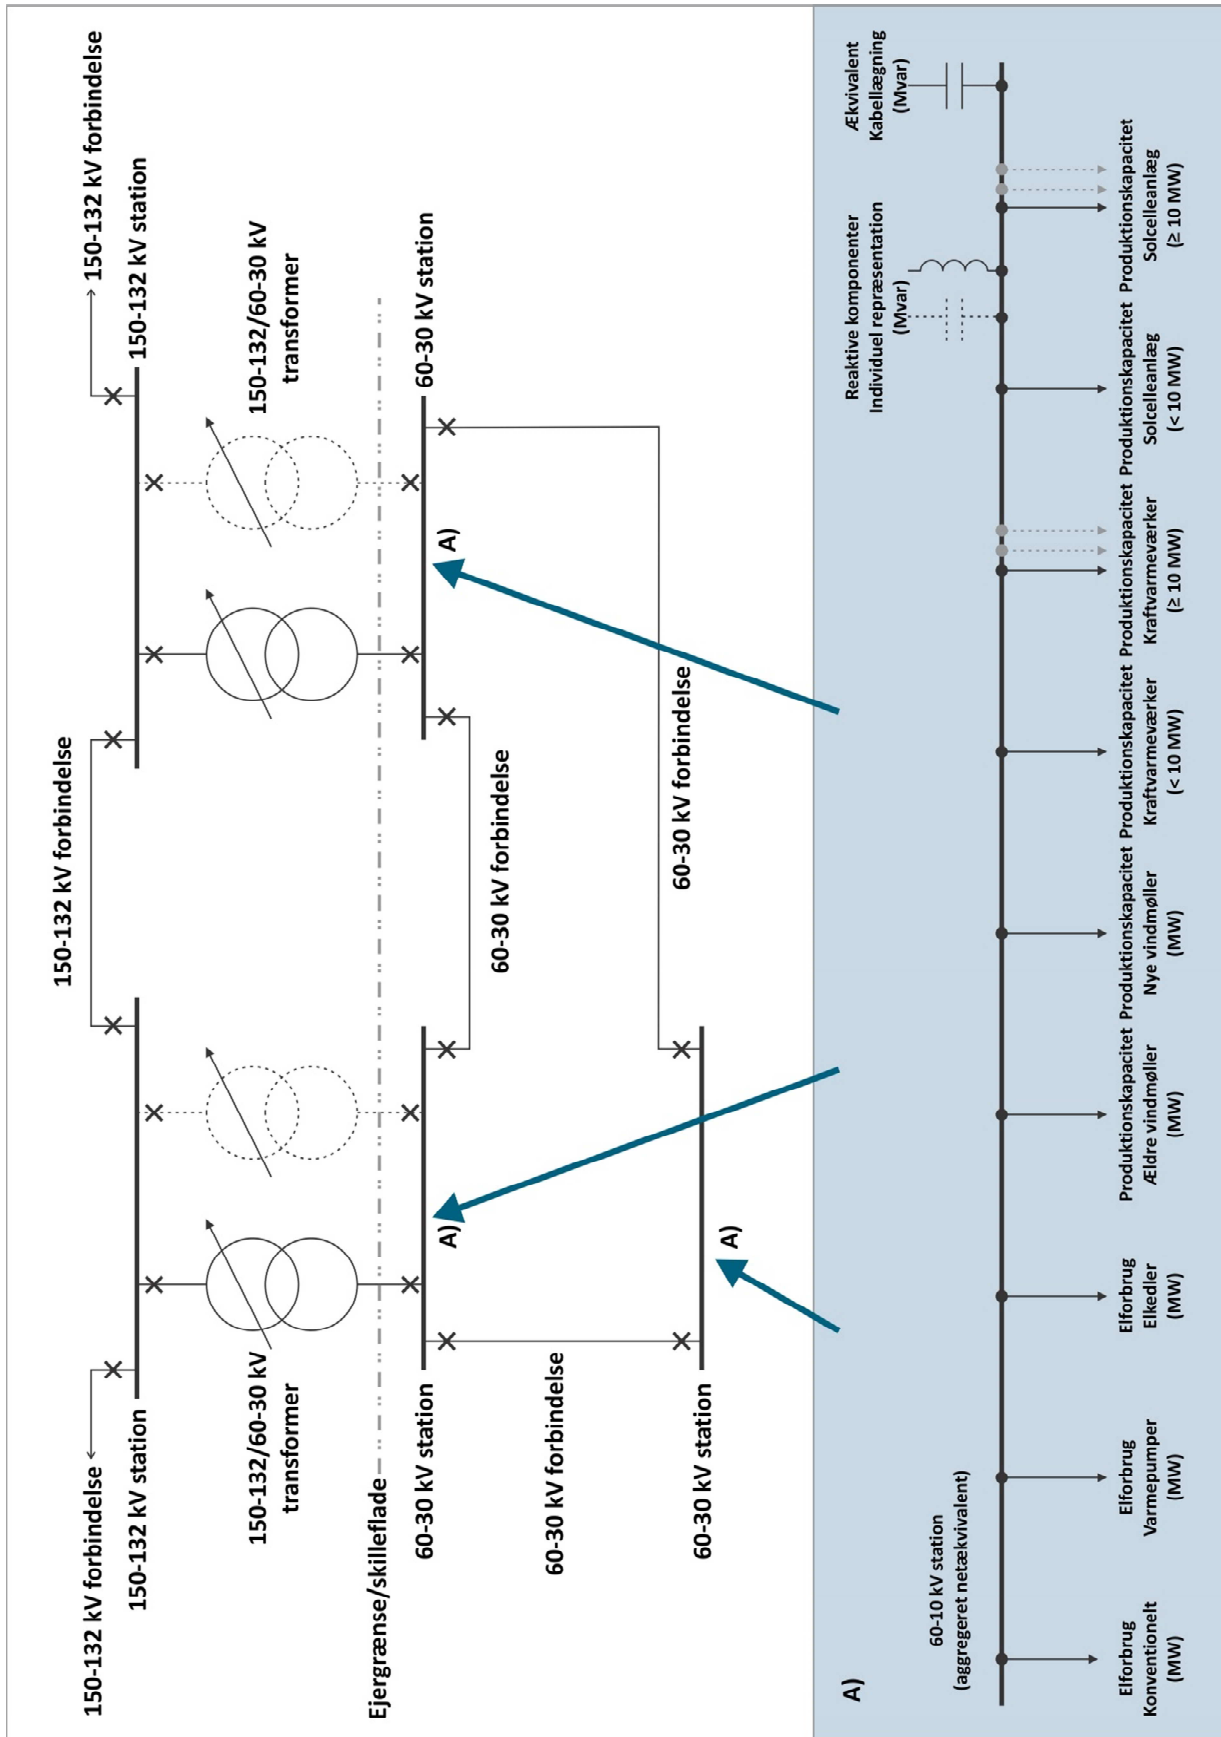 150-132 kV forbindelse
150-132 kV forbindelse
150-132 kV forbindelse
150-132 kV station
150-132 kV station
150-132/60-30 kV
transformer
150-132/60-30 kV
transformer
Ejergrænse/skilleflade
60-30 kV station
A)
A)
60-30 kV station
60-30 kV forbindelse
60-30 kV forbindelse
60-30 kV forbindelse
60-30 kV station
A)
A)
60-10 kV station
(aggregeret netækvivalent)
Reaktive komponenter
Individuel repræsentation
(Mvar)
Ækvivalent
Kabellægning
(Mvar)
Elforbrug
Konventionelt
(MW)
Elforbrug
Varmepumper
(MW)
Elforbrug
Elkedler
(MW)
Produktionskapacitet
Ældre vindmøller
(MW)
Produktionskapacitet
Nye vindmøller
(MW)
Produktionskapacitet
Kraftvarmeværker
(< 10 MW)
Produktionskapacitet
Kraftvarmeværker
(≥ 10 MW)
Produktionskapacitet
Solcelleanlæg
(< 10 MW)
Produktionskapacitet
Solcelleanlæg
(≥ 10 MW)